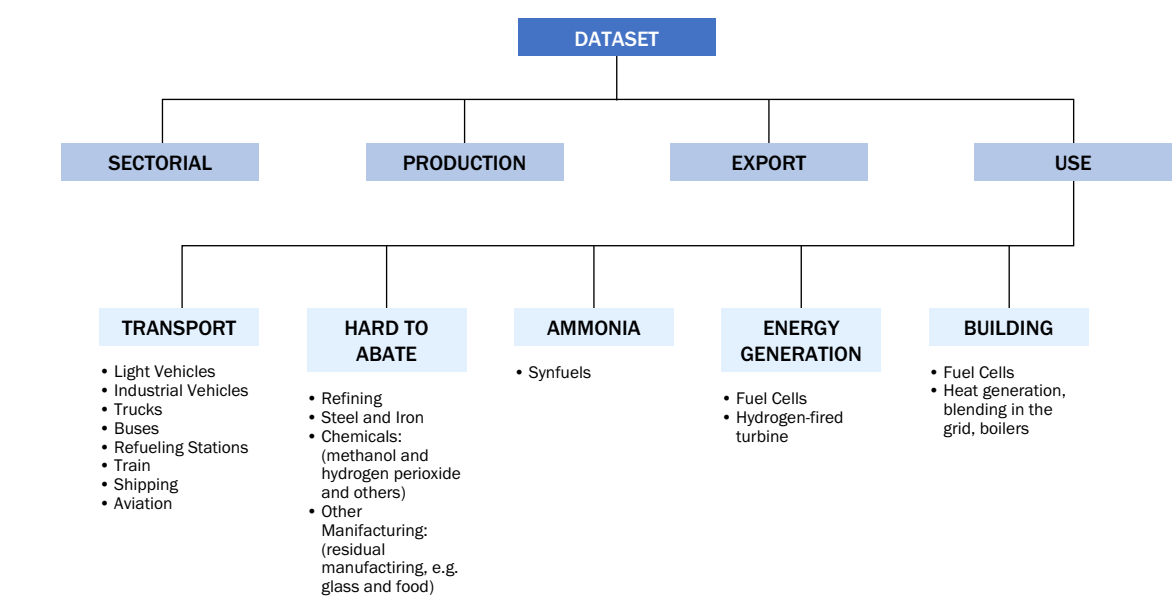 DATASET
SECTORIAL
PRODUCTION
EXPORT
USE
TRANSPORT
• Light Vehicles
• Industrial Vehicles
• Trucks
• Buses
• Refueling Stations
• Train
• Shipping
• Aviation
HARD TO
ABATE
• Refining
• Steel and Iron
• Chemicals:
(methanol and
hydrogen perioxide
and others)
• Other
Manifacturing:
(residual
manufactiring, e.g.
glass and food)
AMMONIA
• Synfuels
ENERGY
GENERATION
• Fuel Cells
• Hydrogen-fired
turbine
BUILDING
• Fuel Cells
• Heat generation,
blending in the
grid, boilers